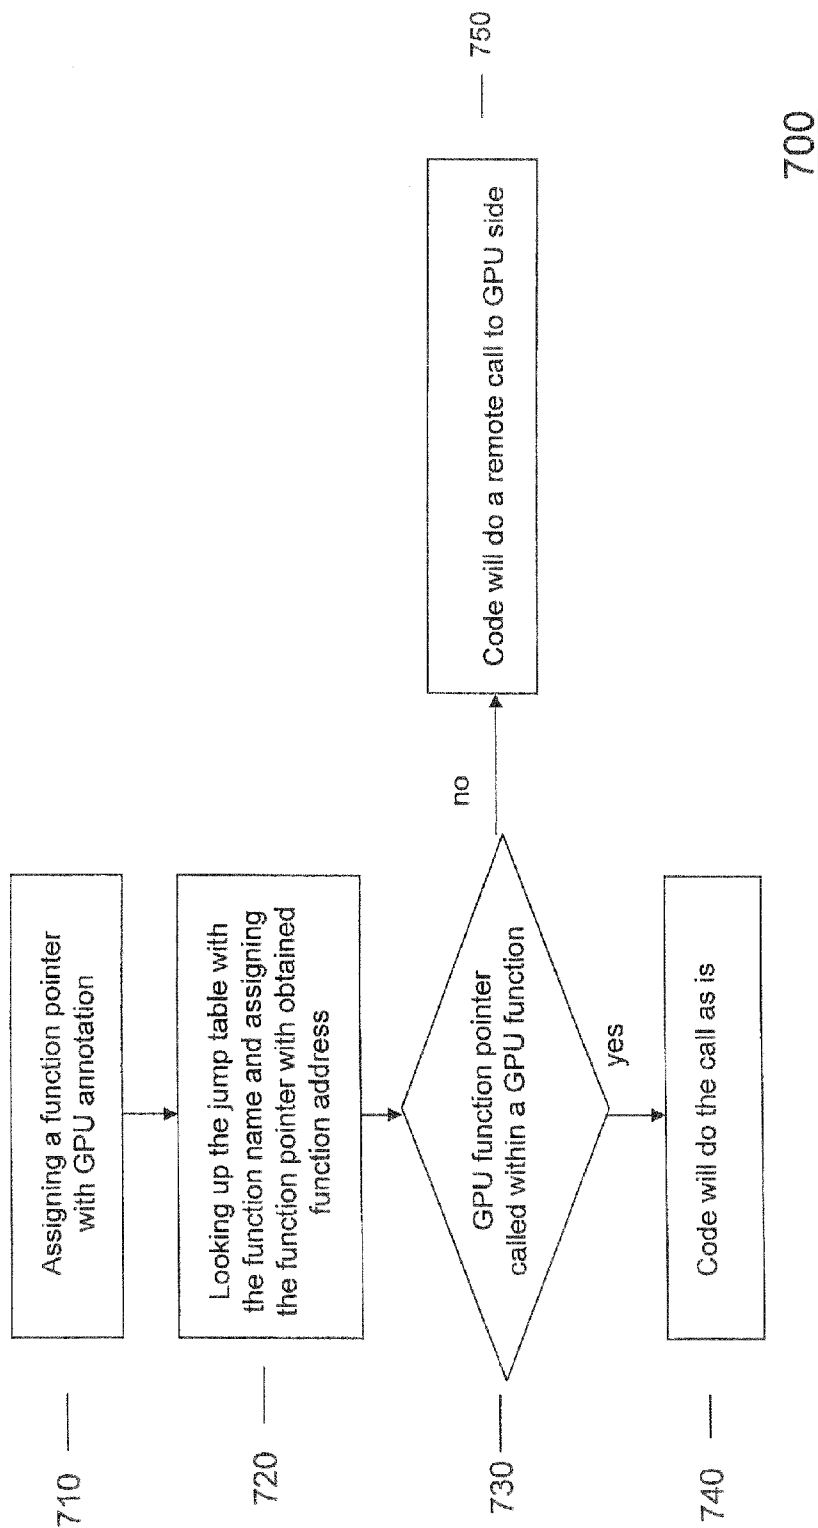 710
Assigning a function pointer
with GPU annotation
720
Looking up the jump table with
the function name and assigning
the function pointer with obtained
function address
730
GPU function pointer
called within a GPU function
no
yes
740
Code will do the call as is
Code will do a remote call to GPU side
750
700